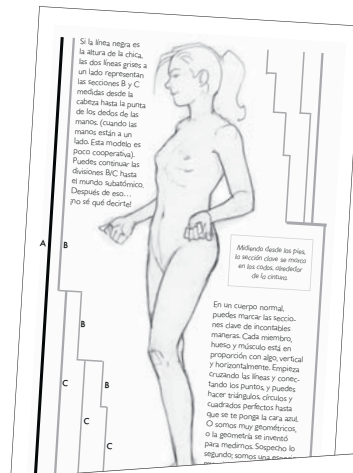 Si la línea negra es
la altura de la chica,
las dos líneas grises a
un lado representan
las secciones B y C
medidas desde la
cabeza hasta la punta
de los dedos de las
manos. (cuando las
manos están a un
lado. Esta modelo es
poco cooperativa).
Puedes continuar las
divisiones B/C hasta
el mundo subatómico.
Después de eso...
¡no sé qué decirte!
A
B
B
C
B
C
C
Midiendo desde los pies,
la sección clave se marca
en los codos, alrededor
de la cintura.
En un cuerpo normal,
puedes marcar las seccio-
nes clave de incontables
maneras. Cada miembro,
hueso y músculo está en
proporción con algo, vertical
y horizontalmente. Empieza
cruzando las líneas y conec-
tando los puntos, y puedes
hacer triángulos, círculos y
cuadrados perfectos hasta
que se te ponga la cara azul.
O somos muy geométricos,
o la geometría se inventó
para medirnos. Sospecho lo
segundo; somos una